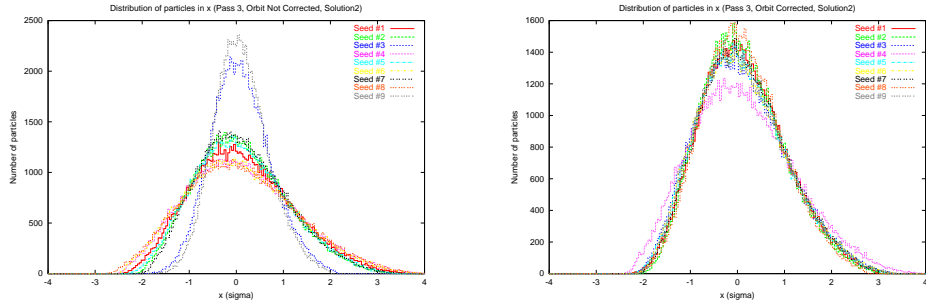 Distribution of particles in x (Pass 3, Orbit Not Corrected, Solution2)
2500
2000
1500
1000
500
0
Number of particles
Seed #1
Seed #2
Seed #3
Seed #4
Seed #5
Seed #6
Seed #7
Seed #8
Seed #9
-4 -3 -2 -1 0 1 2 3 4
x (sigma)
Distribution of particles in x (Pass 3, Orbit Corrected, Solution2)
1600
1400
1200
1000
800
600
400
200
0
Number of particles
Seed #1
Seed #2
Seed #3
Seed #4
Seed #5
Seed #6
Seed #7
Seed #8
Seed #9
-4 -3 -2 -1 0 1 2 3 4
x (sigma)